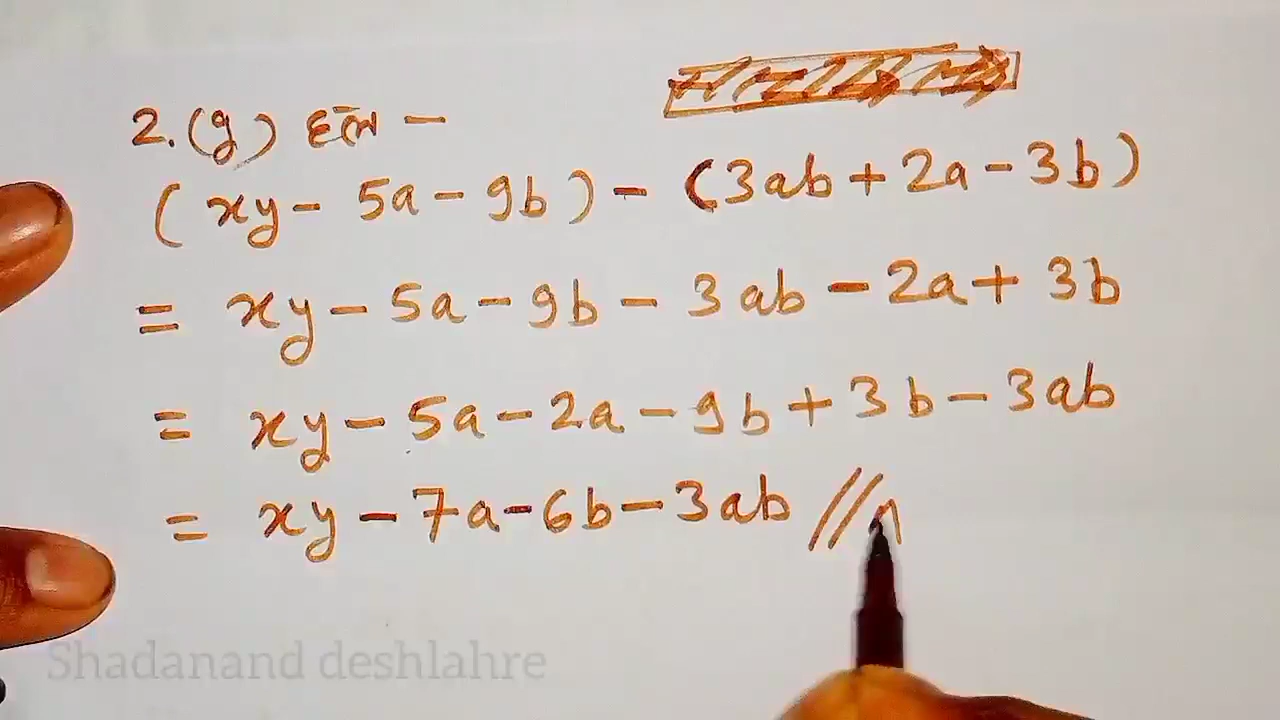 2. (g) हल -
(xy - 5a - 9b) - (3ab + 2a - 3b)
= xy - 5a - 9b - 3ab - 2a + 3b
= xy - 5a - 2a - 9b + 3b - 3ab
= xy - 7a - 6b - 3ab //
Shadanand deshlahre